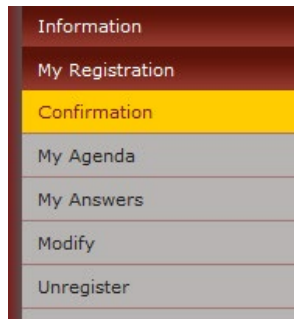 Information
My Registration
Confirmation
My Agenda
My Answers
Modify
Unregister